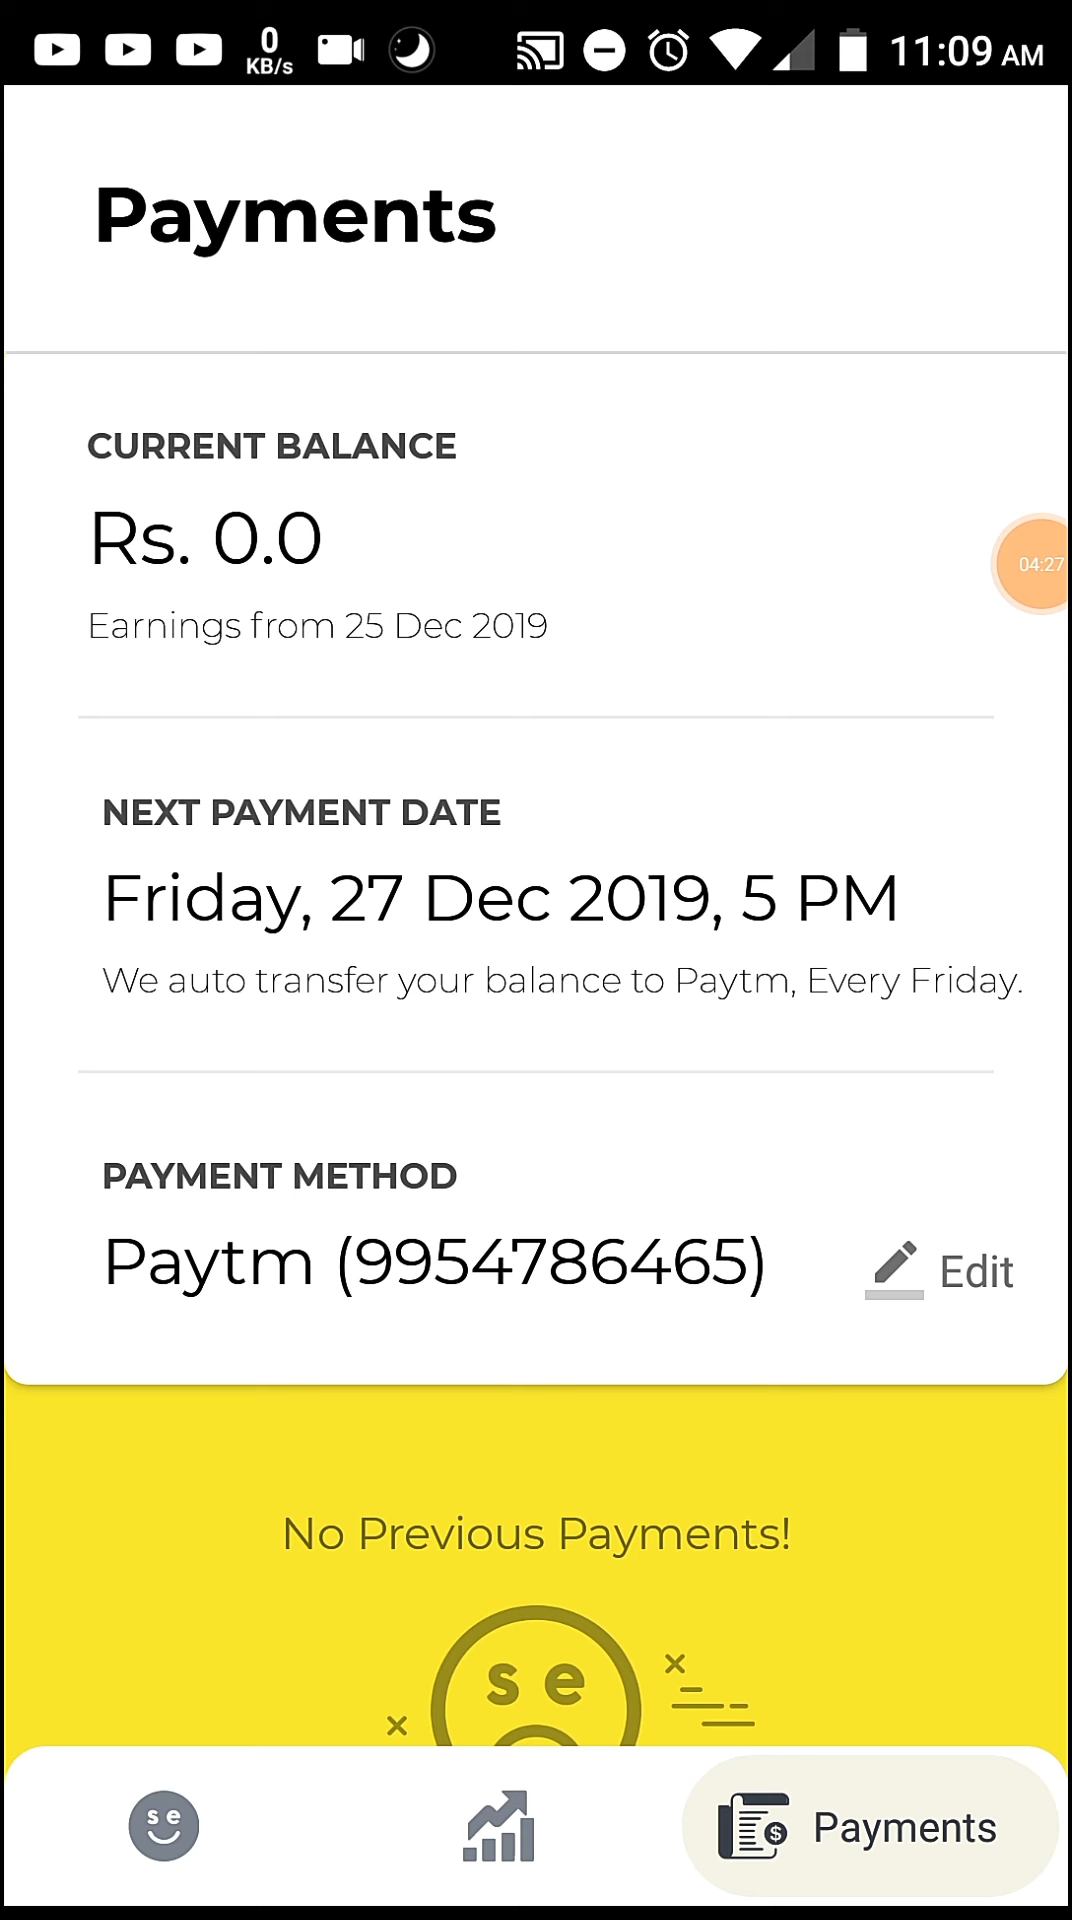 0
KB/s
11:09 AM
Payments
CURRENT BALANCE
Rs. 0.0
04:27
Earnings from 25 Dec 2019
NEXT PAYMENT DATE
Friday, 27 Dec 2019, 5 PM
We auto transfer your balance to Paytm, Every Friday.
PAYMENT METHOD
Paytm (9954786465)
Edit
No Previous Payments!
s e
s e
$
Payments